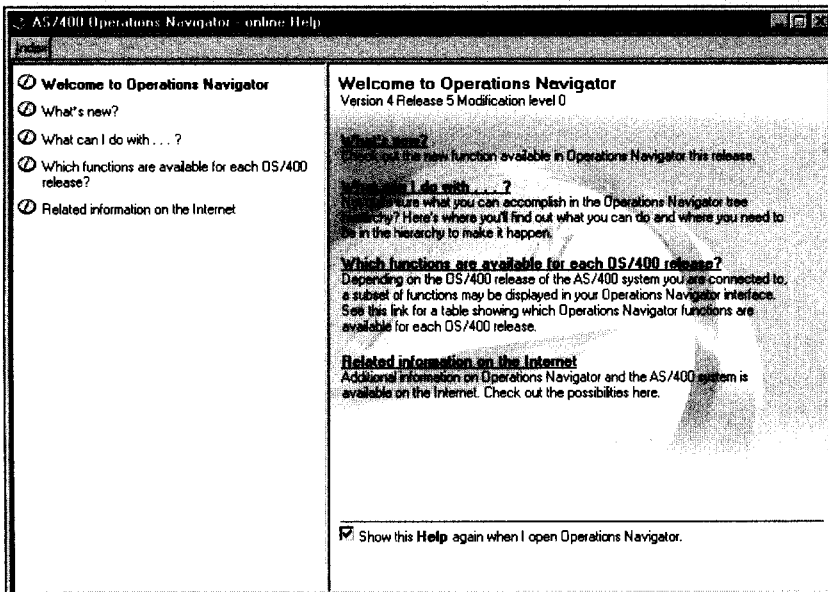 AS/400 Operations Navigator - online Help
Index
Welcome to Operations Navigator
What's new?
What can I do with . . . ?
Which functions are available for each OS/400
release?
Related information on the Internet
Welcome to Operations Navigator
Version 4 Release 5 Modification level 0
What's new?
Check out the new function available in Operations Navigator this release.
What can I do with . . . ?
Not quite sure what you can accomplish in the Operations Navigator tree
hierarchy? Here's where you'll find out what you can do and where you need to
be in the hierarchy to make it happen.
Which functions are available for each OS/400 release?
Depending on the OS/400 release of the AS/400 system you are connected to,
a subset of functions may be displayed in your Operations Navigator interface.
See this link for a table showing which Operations Navigator functions are
available for each OS/400 release.
Related information on the Internet
Additional information on Operations Navigator and the AS/400 system is
available on the Internet. Check out the possibilities here.
Show this Help again when I open Operations Navigator.